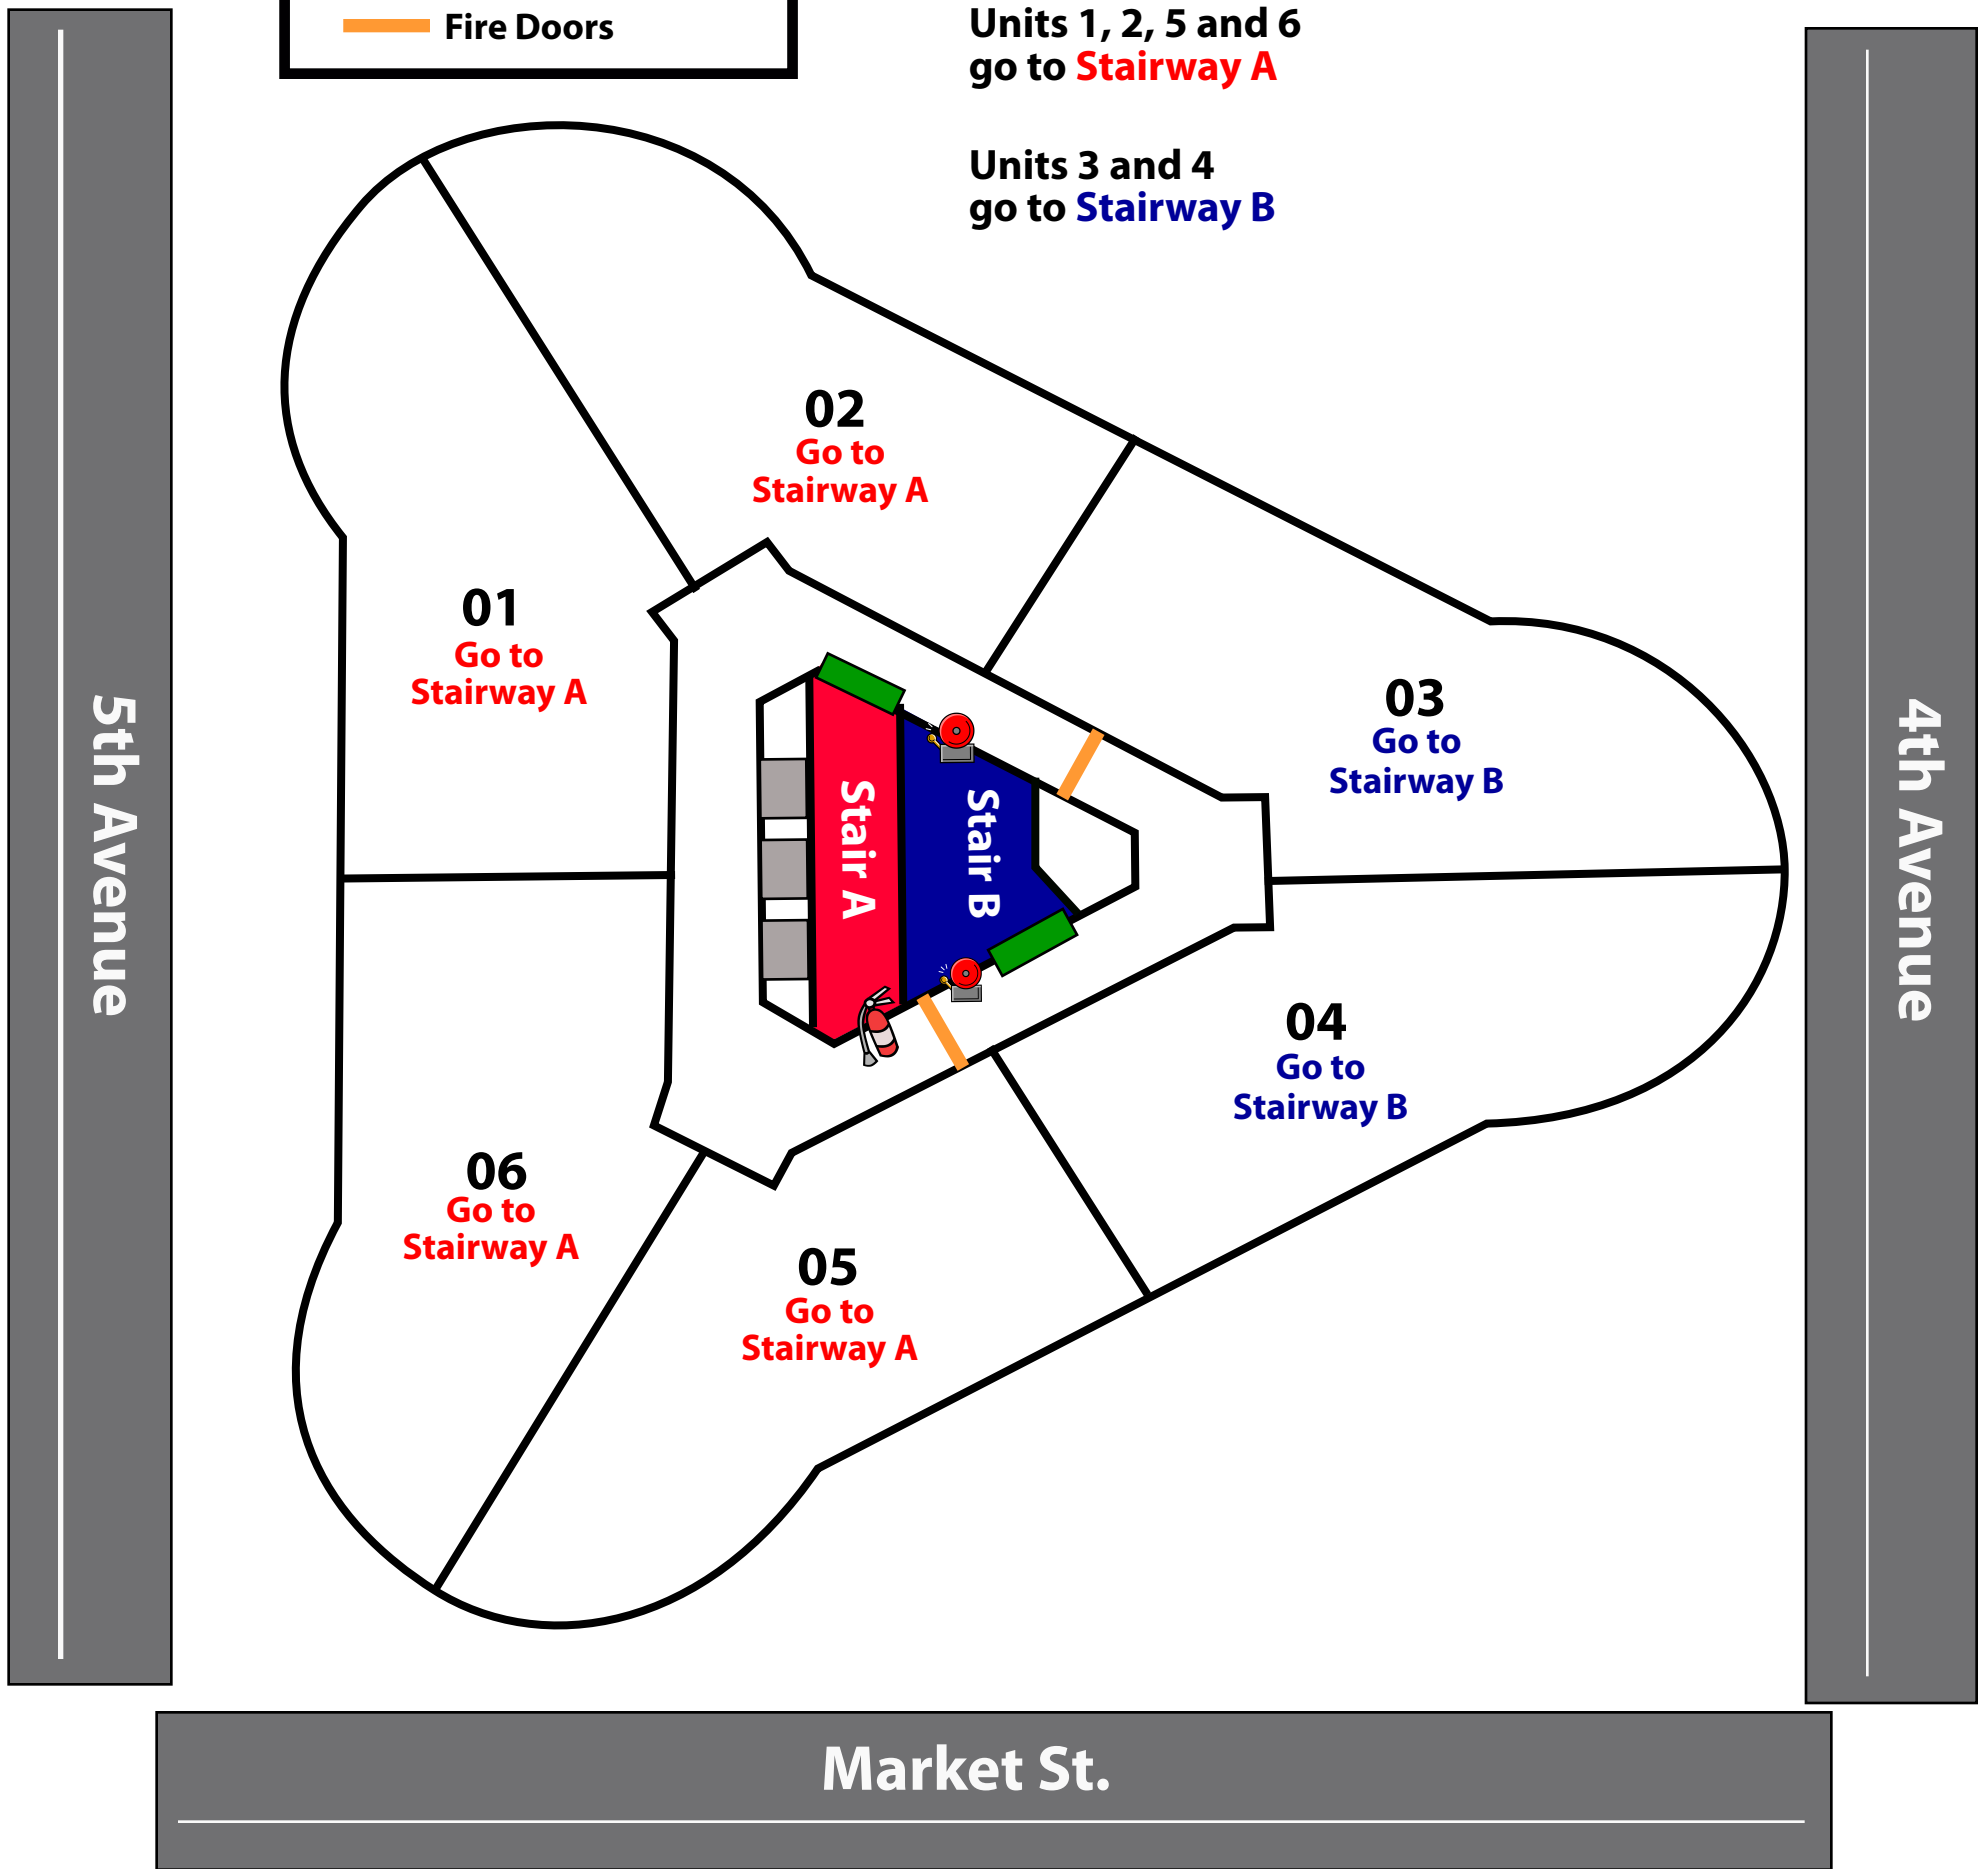 Fire Doors
Units 1, 2, 5 and 6
go to Stairway A
Units 3 and 4
go to Stairway B
02
Go to
Stairway A
01
Go to
Stairway A
03
Go to
Stairway B
Stair A
Stair B
04
Go to
Stairway B
06
Go to
Stairway A
05
Go to
Stairway A
5th Avenue
4th Avenue
Market St.